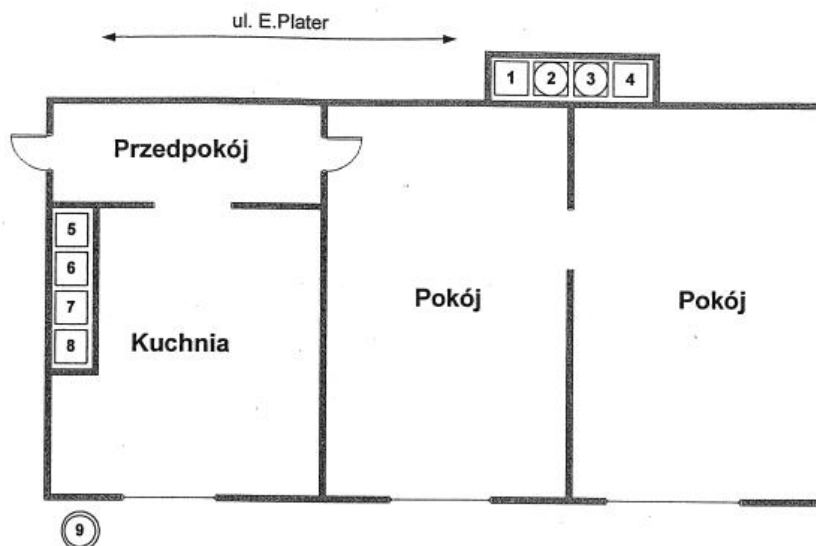 ul. E.Plater
1 2 3 4
Przedpokój
5
6
7
8
Kuchnia
Pokój
Pokój
9